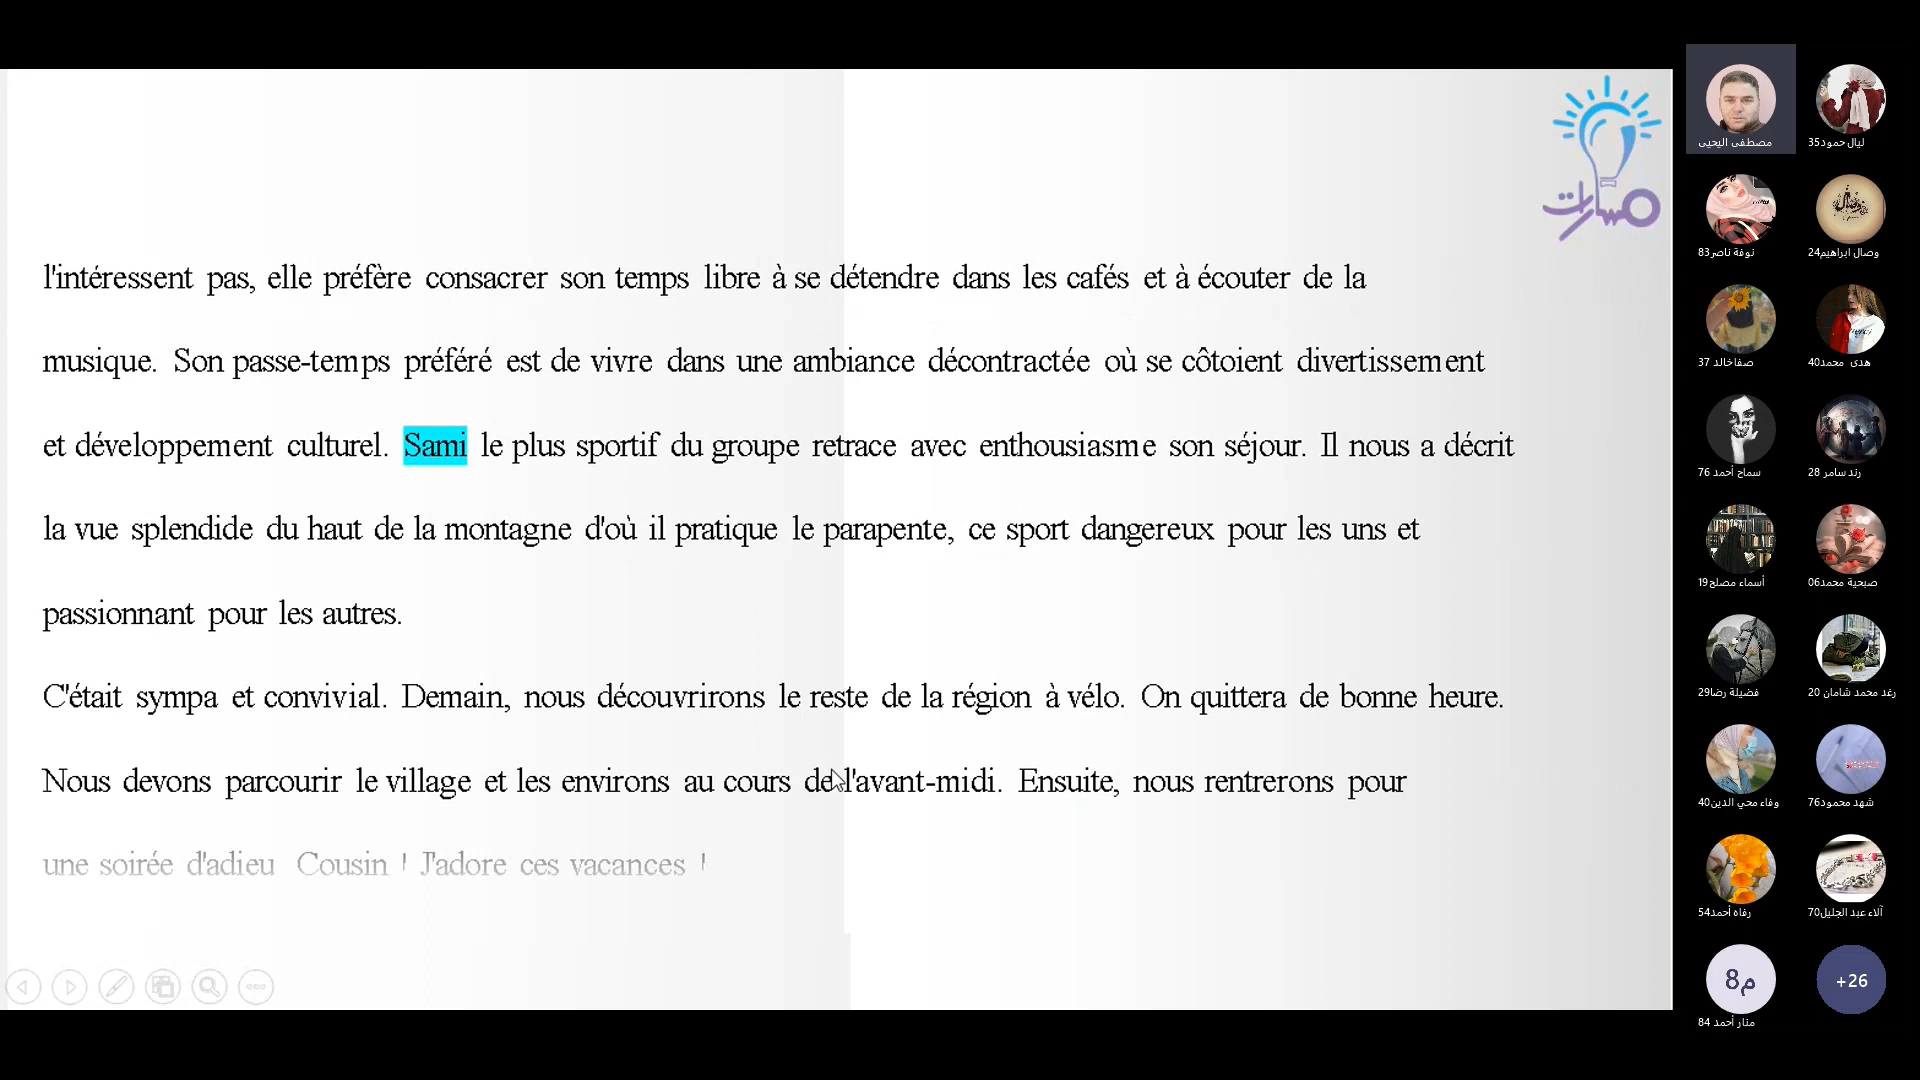 مسارات
l'intéressent pas, elle préfère consacrer son temps libre à se détendre dans les cafés et à écouter de la
musique. Son passe-temps préféré est de vivre dans une ambiance décontractée où se côtoient divertissement
et développement culturel. Sami le plus sportif du groupe retrace avec enthousiasme son séjour. Il nous a décrit
la vue splendide du haut de la montagne d'où il pratique le parapente, ce sport dangereux pour les uns et
passionnant pour les autres.
C'était sympa et convivial. Demain, nous découvrirons le reste de la région à vélo. On quittera de bonne heure.
Nous devons parcourir le village et les environs au cours de l'avant-midi. Ensuite, nous rentrerons pour
une soirée d'adieu Cousin ! J'adore ces vacances !
مصطفى اليحيى
ليال حمود35
نوفة ناصر83
وصال ابراهيم24
صفاخالد 37
هدى محمد40
سماح أحمد 76
رند سامر 28
أسماء مصلح19
صبحية محمد06
فضيلة رضا29
رغد محمد شامان 20
وفاء محي الدين40
شهد محمود76
رفاه أحمد54
آلاء عبد الجليل70
م8
+26
منار أحمد 84